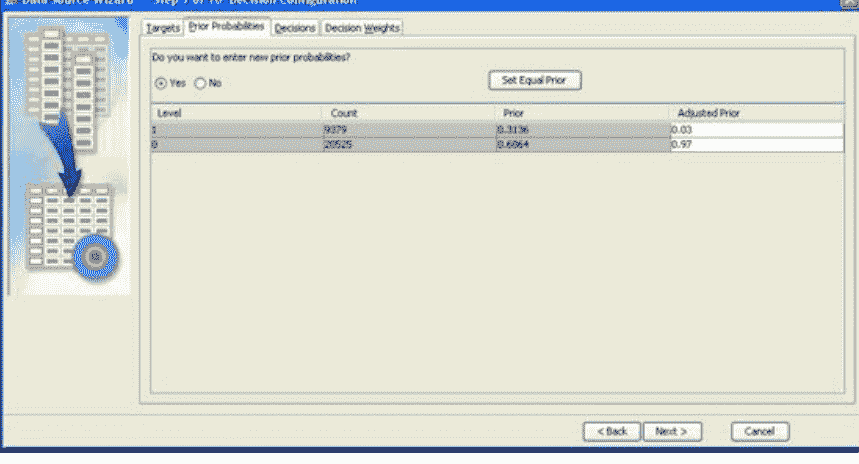 Data Source Wizard -- Step 7 of 10 Decision Configuration
Targets Prior Probabilities Decisions Decision Weights
Do you want to enter new prior probabilities?
Yes No Set Equal Prior
Level Count Prior Adjusted Prior
1 9379 0.3136 0.03
0 20525 0.6864 0.97
< Back Next > Cancel